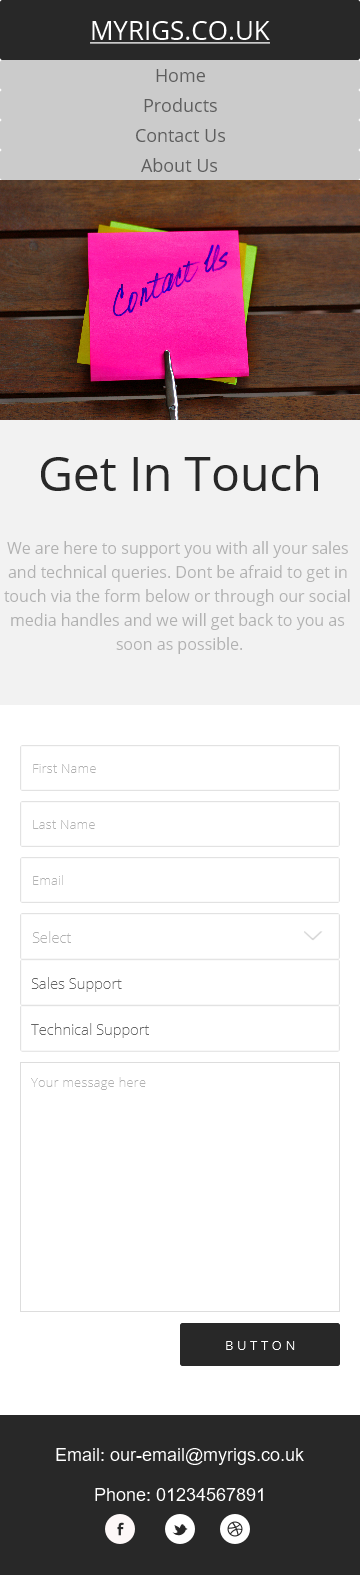 MYRIGS.CO.UK
Home
Products
Contact Us
About Us
Contact Us
Get In Touch
We are here to support you with all your sales
and technical queries. Dont be afraid to get in
touch via the form below or through our social
media handles and we will get back to you as
soon as possible.
First Name
Last Name
Email
Select
Sales Support
Technical Support
Your message here
BUTTON
Email: our-email@myrigs.co.uk
Phone: 01234567891